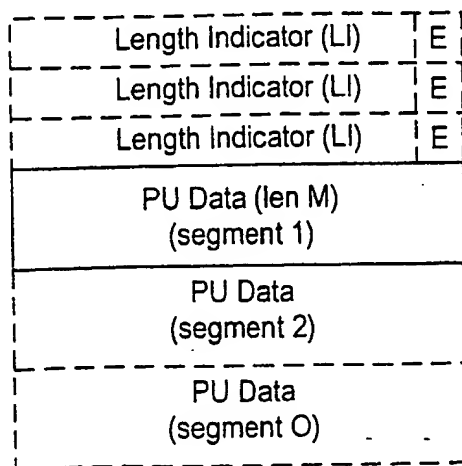 Length Indicator (LI) E
Length Indicator (LI) E
Length Indicator (LI) E
PU Data (len M)
(segment 1)
PU Data
(segment 2)
PU Data
(segment O)